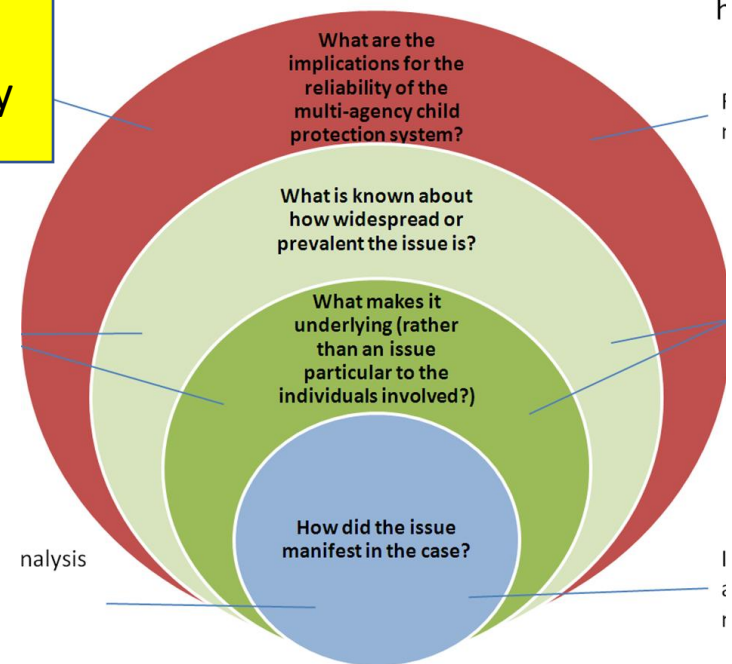 What are the
implications for the
reliability of the
multi-agency child
protection system?
What is known about
how widespread or
prevalent the issue is?
What makes it
underlying (rather
than an issue
particular to the
individuals involved?)
How did the issue
manifest in the case?
nalysis